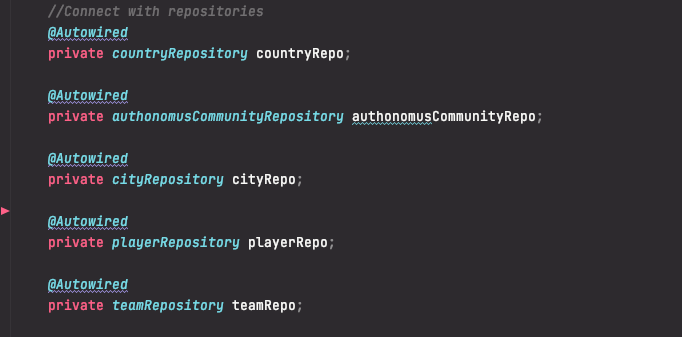 //Connect with repositories
@Autowired
private countryRepository countryRepo;
@Autowired
private authonomusCommunityRepository authonomusCommunityRepo;
@Autowired
private cityRepository cityRepo;
@Autowired
private playerRepository playerRepo;
@Autowired
private teamRepository teamRepo;